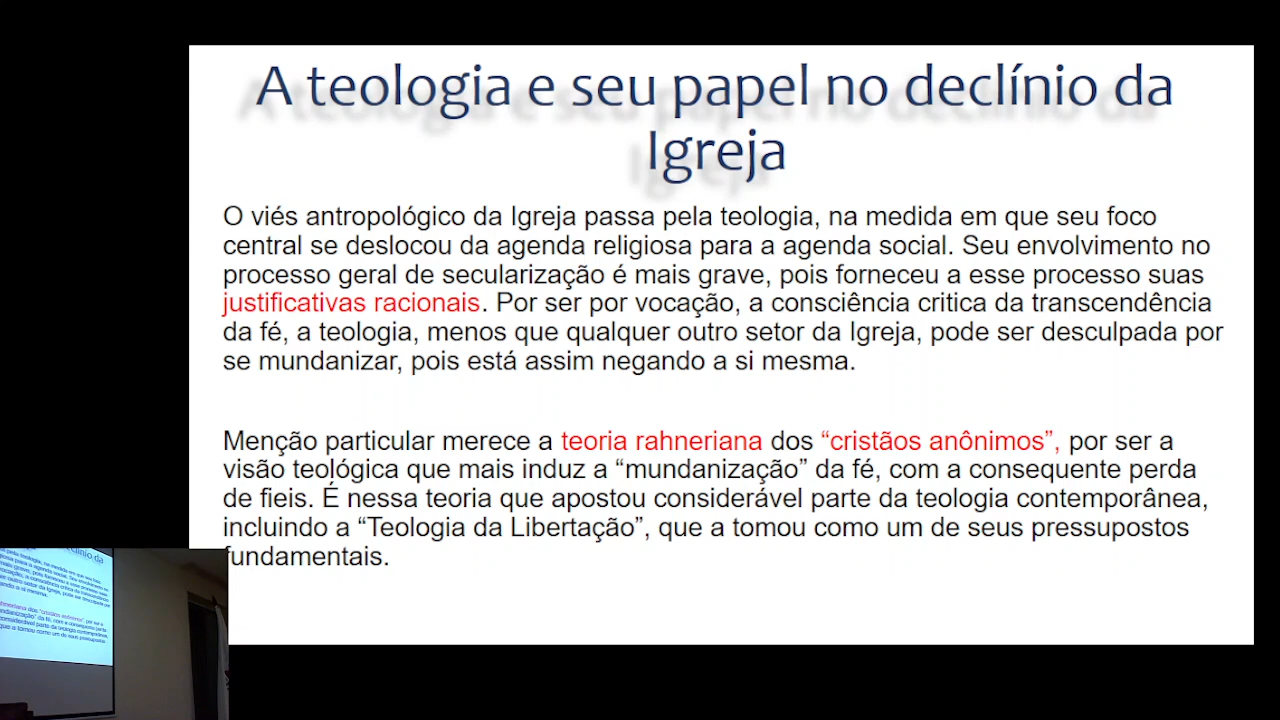 A teologia e seu papel no declínio da
Igreja
O viés antropológico da Igreja passa pela teologia, na medida em que seu foco
central se deslocou da agenda religiosa para a agenda social. Seu envolvimento no
processo geral de secularização é mais grave, pois forneceu a esse processo suas
justificativas racionais. Por ser por vocação, a consciência critica da transcendência
da fé, a teologia, menos que qualquer outro setor da Igreja, pode ser desculpada por
se mundanizar, pois está assim negando a si mesma.
Menção particular merece a teoria rahneriana dos “cristãos anônimos”, por ser a
visão teológica que mais induz a “mundanização” da fé, com a consequente perda
de fieis. É nessa teoria que apostou considerável parte da teologia contemporânea,
incluindo a “Teologia da Libertação”, que a tomou como um de seus pressupostos
fundamentais.